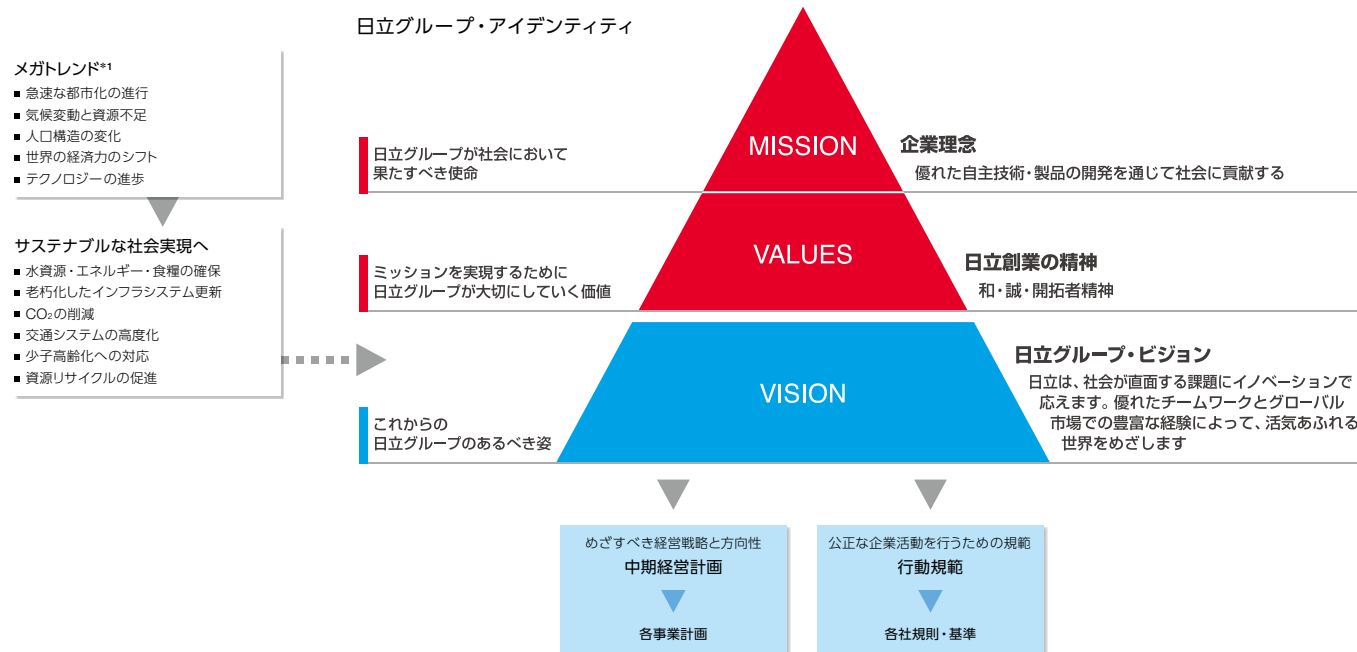 日立グループ・アイデンティティ
メガトレンド*1
■ 急速な都市化の進行
■ 気候変動と資源不足
■ 人口構造の変化
■ 世界の経済力のシフト
■ テクノロジーの進歩
サステナブルな社会実現へ
■ 水資源・エネルギー・食糧の確保
■ 老朽化したインフラシステム更新
■ CO₂の削減
■ 交通システムの高度化
■ 少子高齢化への対応
■ 資源リサイクルの促進
日立グループが社会において
果たすべき使命
MISSION
企業理念
優れた自主技術・製品の開発を通じて社会に貢献する
ミッションを実現するために
日立グループが大切にしていく価値
VALUES
日立創業の精神
和・誠・開拓者精神
これからの
日立グループのあるべき姿
VISION
日立グループ・ビジョン
日立は、社会が直面する課題にイノベーションで
応えます。優れたチームワークとグローバル
市場での豊富な経験によって、活気あふれる
世界をめざします
めざすべき経営戦略と方向性
中期経営計画
各事業計画
公正な企業活動を行うための規範
行動規範
各社規則・基準